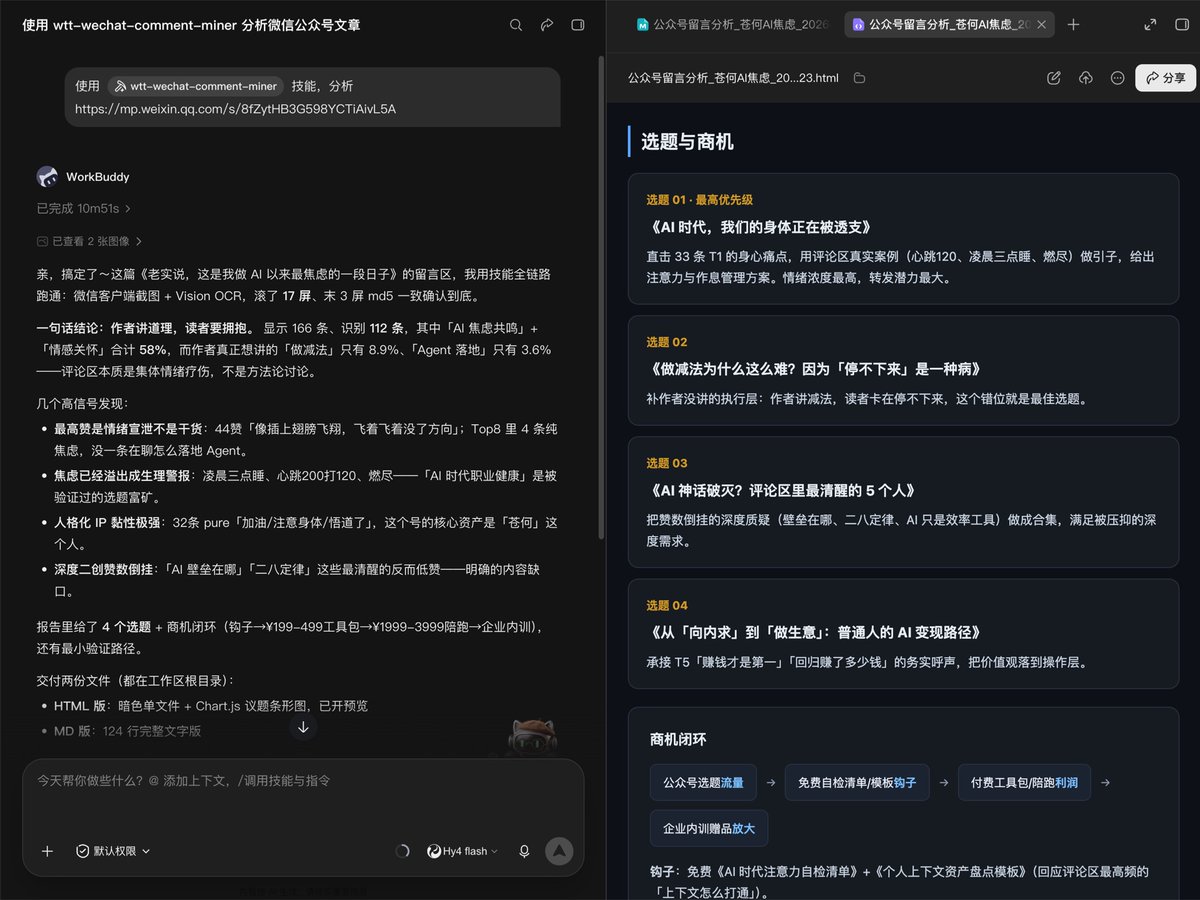 使用 wtt-wechat-comment-miner 分析微信公众号文章
使用 wtt-wechat-comment-miner 技能，分析
https://mp.weixin.qq.com/s/8fZytHB3G598YCTiAivL5A
WorkBuddy
已完成 10m51s
已查看 2 张图像
亲，搞定了～这篇《老实说，这是我做 AI 以来最焦虑的一段日子》的留言区，我用技能全链路
跑通：微信客户端截图 + Vision OCR，滚了 17 屏、末 3 屏 md5 一致确认到底。
一句话结论：作者讲道理，读者要拥抱。 显示 166 条、识别 112 条，其中「AI 焦虑共鸣」+
「情感关怀」合计 58%，而作者真正想讲的「做减法」只有 8.9%、「Agent 落地」只有 3.6%
——评论区本质是集体情绪疗伤，不是方法论讨论。
几个高信号发现：
• 最高赞是情绪宣泄不是干货：44赞「像插上翅膀飞翔，飞着飞着没了方向」；Top8 里 4 条纯
焦虑，没一条在聊怎么落地 Agent。
• 焦虑已经溢出成生理警报：凌晨三点睡、心跳200打120、燃尽——「AI 时代职业健康」是被
验证过的选题富矿。
• 人格化 IP 黏性极强：32条 pure「加油/注意身体/悟道了」，这个号的核心资产是「苍何」这
个人。
• 深度二创赞数倒挂：「AI 壁垒在哪」「二八定律」这些最清醒的反而低赞——明确的内容缺
口。
报告里给了 4 个选题 + 商机闭环（钩子→¥199-499工具包→¥1999-3999陪跑→企业内训），
还有最小验证路径。
交付两份文件（都在工作区根目录）：
• HTML 版：暗色单文件 + Chart.js 议题条形图，已开预览
• MD 版：124 行完整文字版
今天帮你做些什么？@ 添加上下文，/调用技能与指令
默认权限
Hy4 flash
公众号留言分析_苍何AI焦虑_2026
公众号留言分析_苍何AI焦虑_20
公众号留言分析_苍何AI焦虑_20...23.html
分享
选题与商机
选题 01 · 最高优先级
《AI 时代，我们的身体正在被透支》
直击 33 条 T1 的身心痛点，用评论区真实案例（心跳120、凌晨三点睡、燃尽）做引子，给出
注意力与作息管理方案。情绪浓度最高，转发潜力最大。
选题 02
《做减法为什么这么难？因为「停不下来」是一种病》
补作者没讲的执行层：作者讲减法，读者卡在停不下来，这个错位就是最佳选题。
选题 03
《AI 神话破灭？评论区里最清醒的 5 个人》
把赞数倒挂的深度质疑（壁垒在哪、二八定律、AI 只是效率工具）做成合集，满足被压抑的深
度需求。
选题 04
《从「向内求」到「做生意」：普通人的 AI 变现路径》
承接 T5「赚钱才是第一」「回归赚了多少钱」的务实呼声，把价值观落到操作层。
商机闭环
公众号选题流量 → 免费自检清单/模板钩子 → 付费工具包/陪跑利润 →
企业内训赠品放大
钩子：免费《AI 时代注意力自检清单》+《个人上下文资产盘点模板》（回应评论区最高频的
「上下文怎么打通」）。